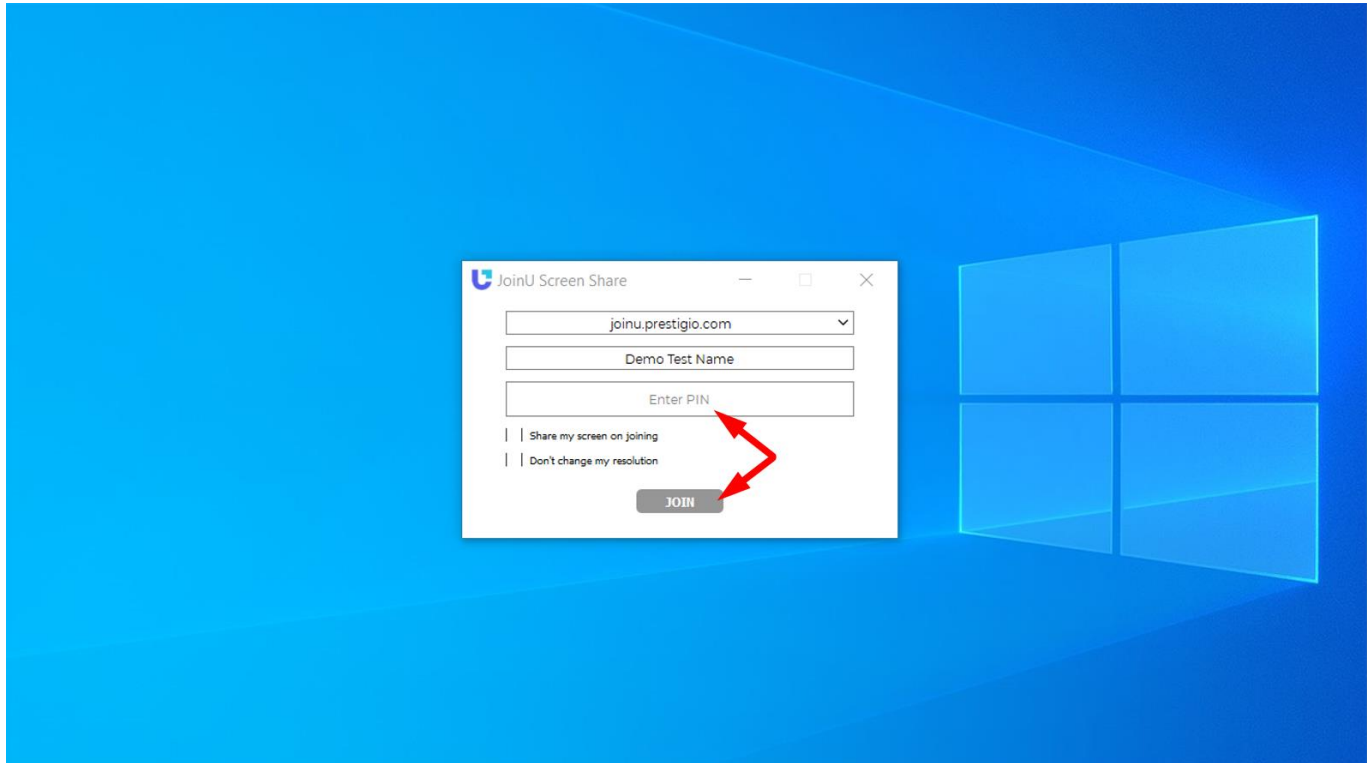 JoinU Screen Share
joinu.prestigio.com
Demo Test Name
Enter PIN
Share my screen on joining
Don't change my resolution
JOIN